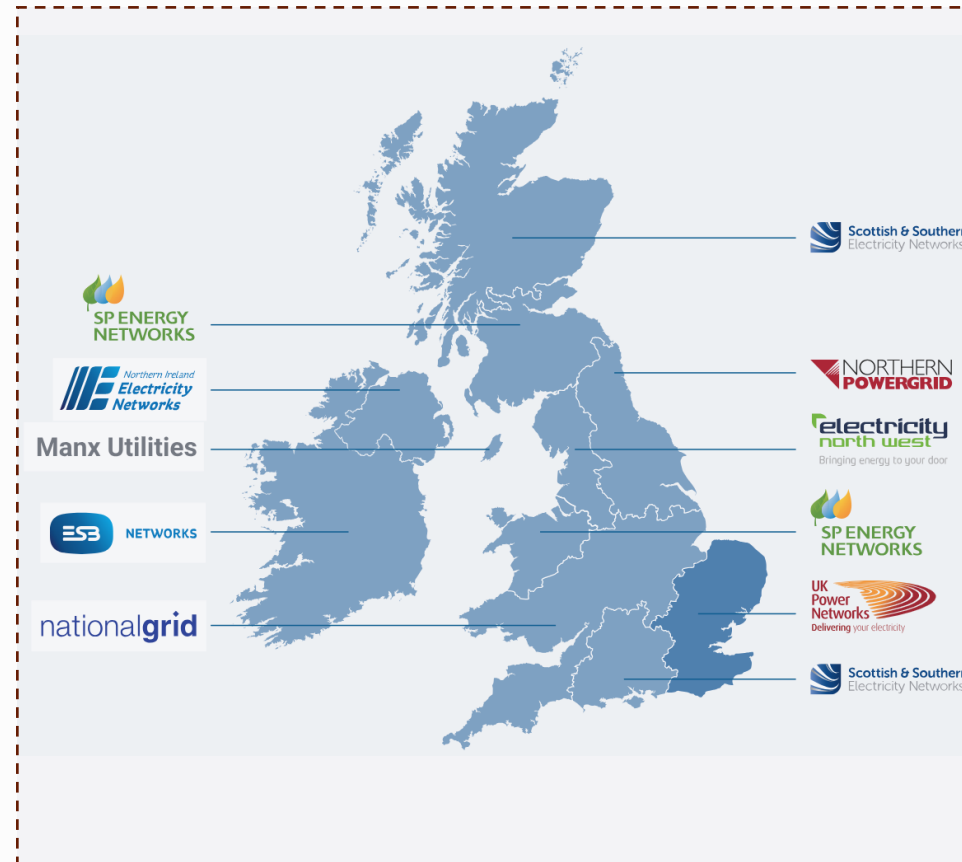 Scottish & Southern
Electricity Networks
SP ENERGY
NETWORKS
Northern Ireland
Electricity
Networks
NORTHERN
POWERGRID
Manx Utilities
electricity
north west
Bringing energy to your door
ESB NETWORKS
SP ENERGY
NETWORKS
UK
Power
Networks
Delivering your electricity
nationalgrid
Scottish & Southern
Electricity Networks